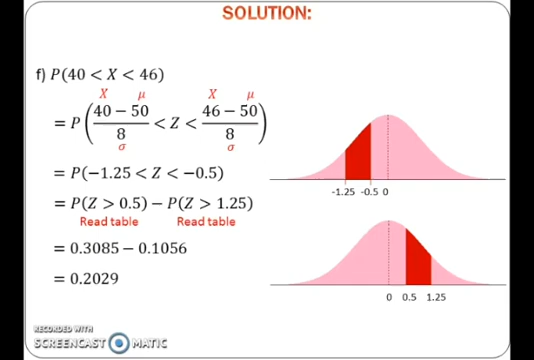 SOLUTION:
f) P(40 < X < 46)
X μ X μ
= P((40 − 50)/8 < Z < (46 − 50)/8)
σ σ
= P(−1.25 < Z < −0.5)
= P(Z > 0.5) − P(Z > 1.25)
Read table Read table
= 0.3085 − 0.1056
= 0.2029
-1.25 -0.5 0
0 0.5 1.25
RECORDED WITH
SCREENCAST MATIC